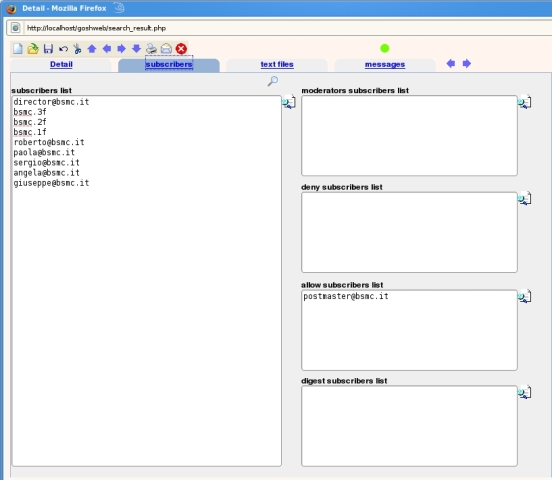 Detail - Mozilla Firefox
http://localhost/goshweb/search_result.php
Detail
subscribers
text files
messages
subscribers list
director@bsmc.it
bsmc.3f
bsmc.2f
bsmc.1f
roberto@bsmc.it
paola@bsmc.it
sergio@bsmc.it
angela@bsmc.it
giuseppe@bsmc.it
moderators subscribers list
deny subscribers list
allow subscribers list
postmaster@bsmc.it
digest subscribers list